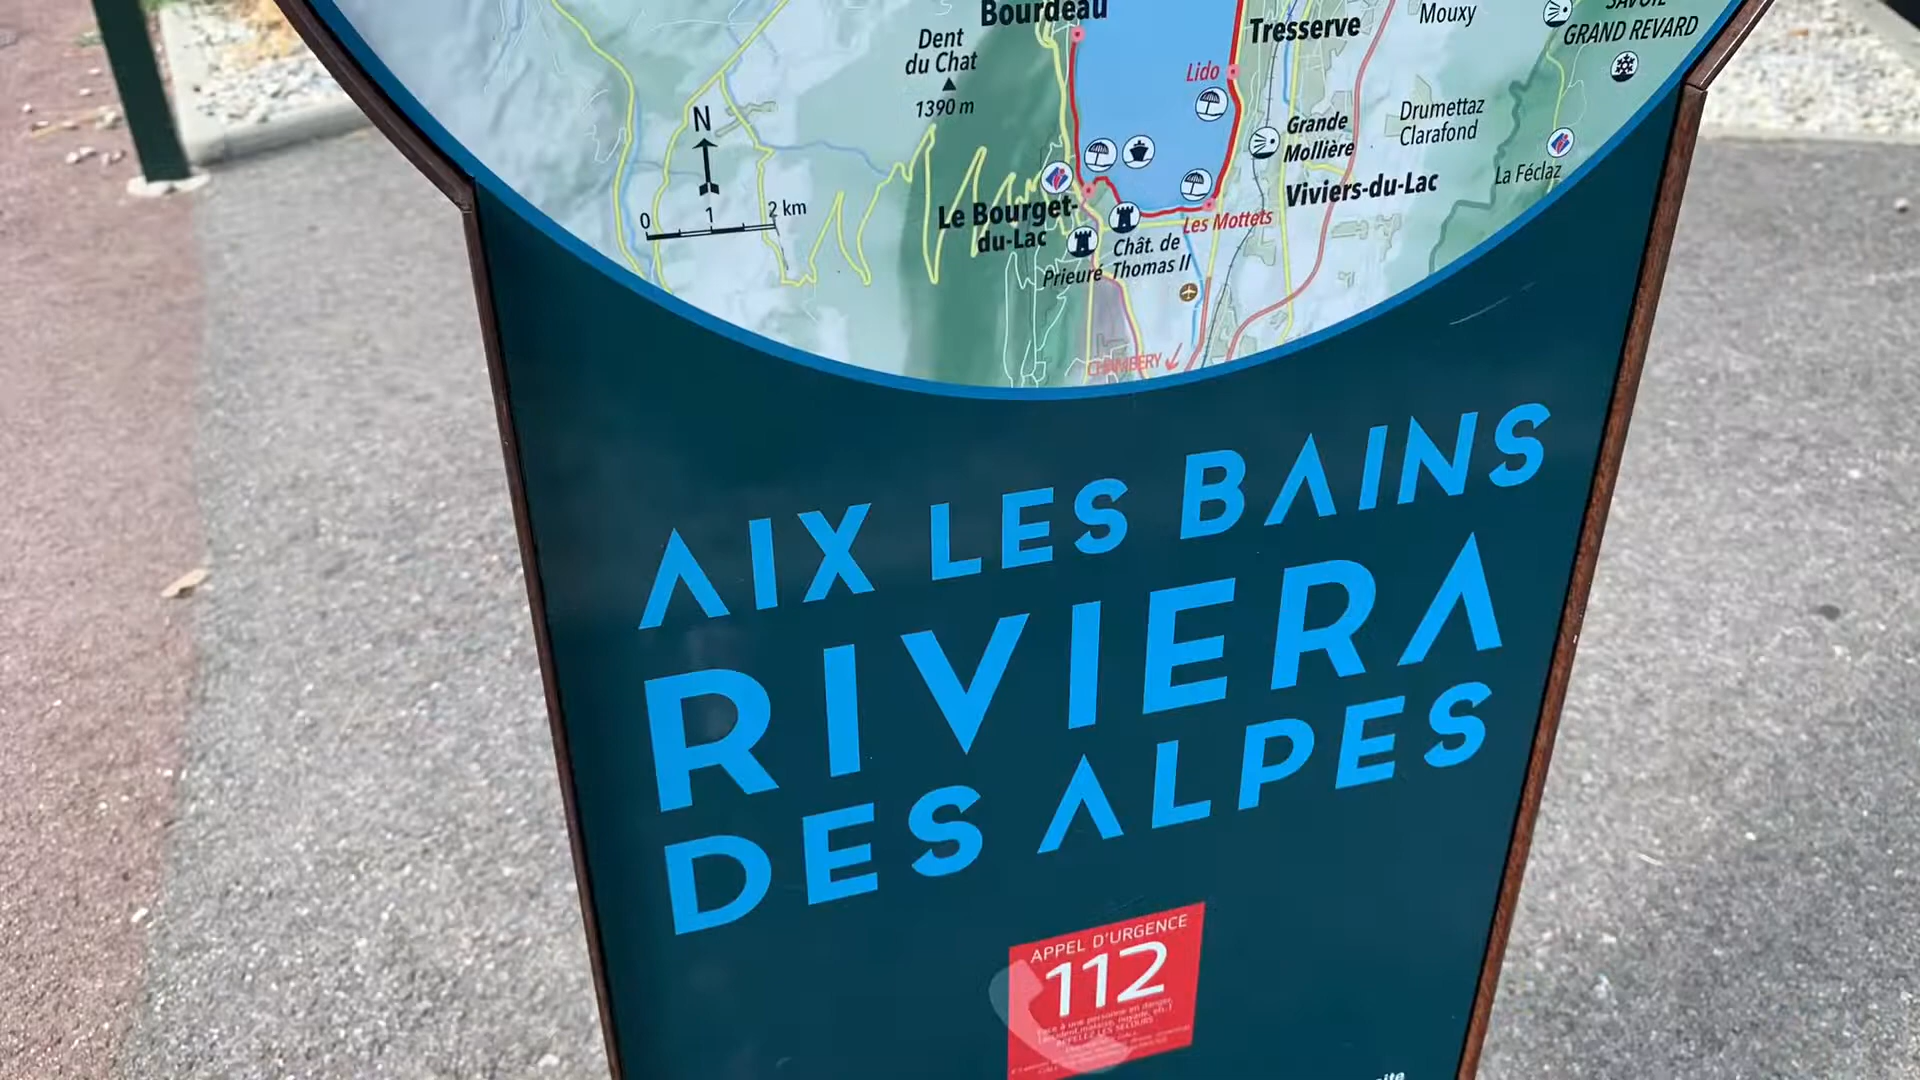 Bourdeau
Dent
du Chat
1390 m
N
0 1 2 km
Tresserve
Mouxy
GRAND REVARD
Lido
Grande
Mollière
Drumettaz
Clarafond
La Féclaz
Viviers-du-Lac
Le Bourget-
du-Lac
Les Mottets
Chât. de
Thomas II
Prieuré
CHAMBÉRY
AIX LES BAINS
RIVIERA
DES ALPES
APPEL D'URGENCE
112